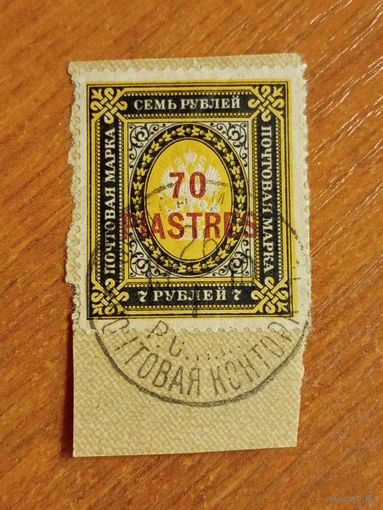 СЕМЬ РУБЛЕЙ
ПОЧТОВАЯ МАРКА
70
PIASTRES
ПОЧТОВАЯ МАРКА
7 РУБЛЕЙ 7